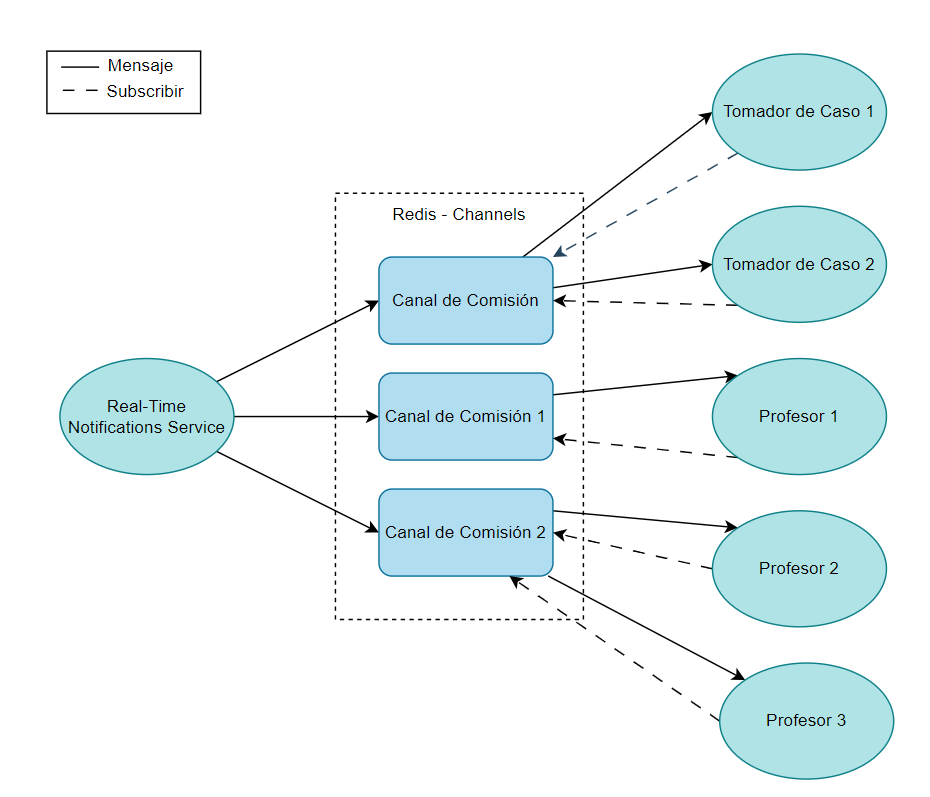 Mensaje
Subscribir
Tomador de Caso 1
Redis - Channels
Tomador de Caso 2
Canal de Comisión
Real-Time
Notifications Service
Canal de Comisión 1
Profesor 1
Canal de Comisión 2
Profesor 2
Profesor 3